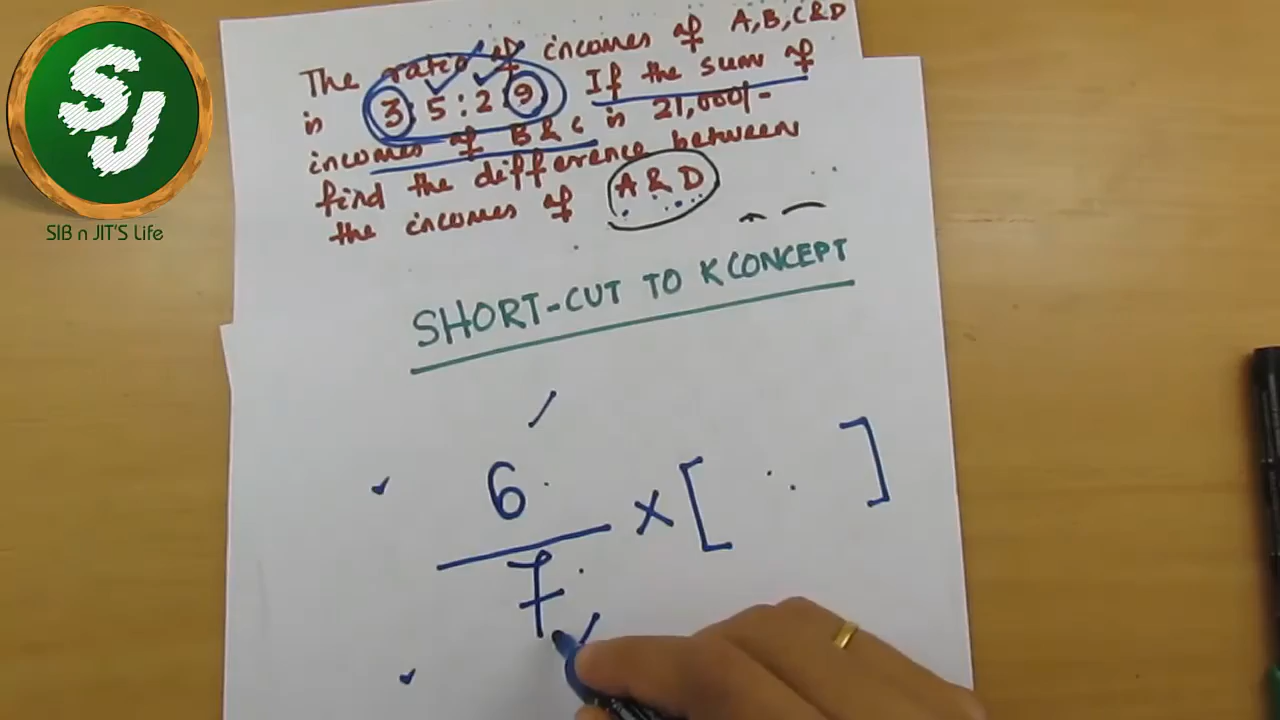 SJ
SIB n JIT'S Life
The ratio of incomes of A, B, C & D
is 3 : 5 : 2 : 9 If the sum of
incomes of B & C is 21,000/-
find the difference between
the incomes of A & D
SHORT-CUT TO K CONCEPT
6
× [ ]
7